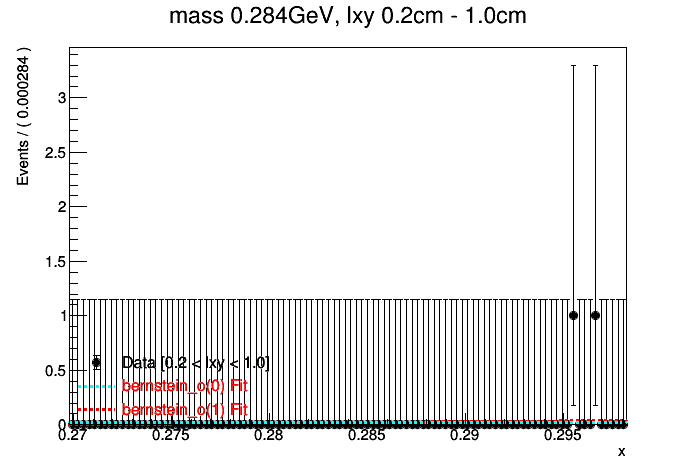 mass 0.284GeV, lxy 0.2cm - 1.0cm
Events / ( 0.000284 )
3
2.5
2
1.5
1
0.5
0
Data [0.2 < lxy < 1.0]
bernstein_o(0) Fit
bernstein_o(1) Fit
0.27 0.275 0.28 0.285 0.29 0.295
x